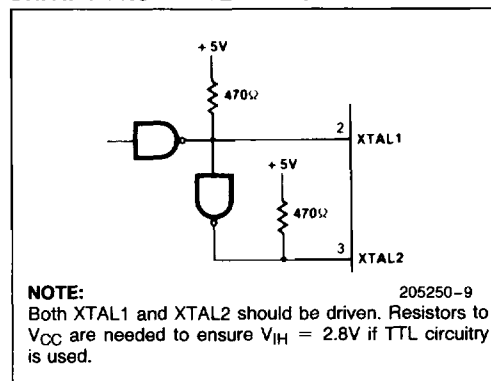 + 5V
470Ω
2
XTAL1
+ 5V
470Ω
3
XTAL2
NOTE: 205250–9
Both XTAL1 and XTAL2 should be driven. Resistors to
VCC are needed to ensure VIH = 2.8V if TTL circuitry
is used.